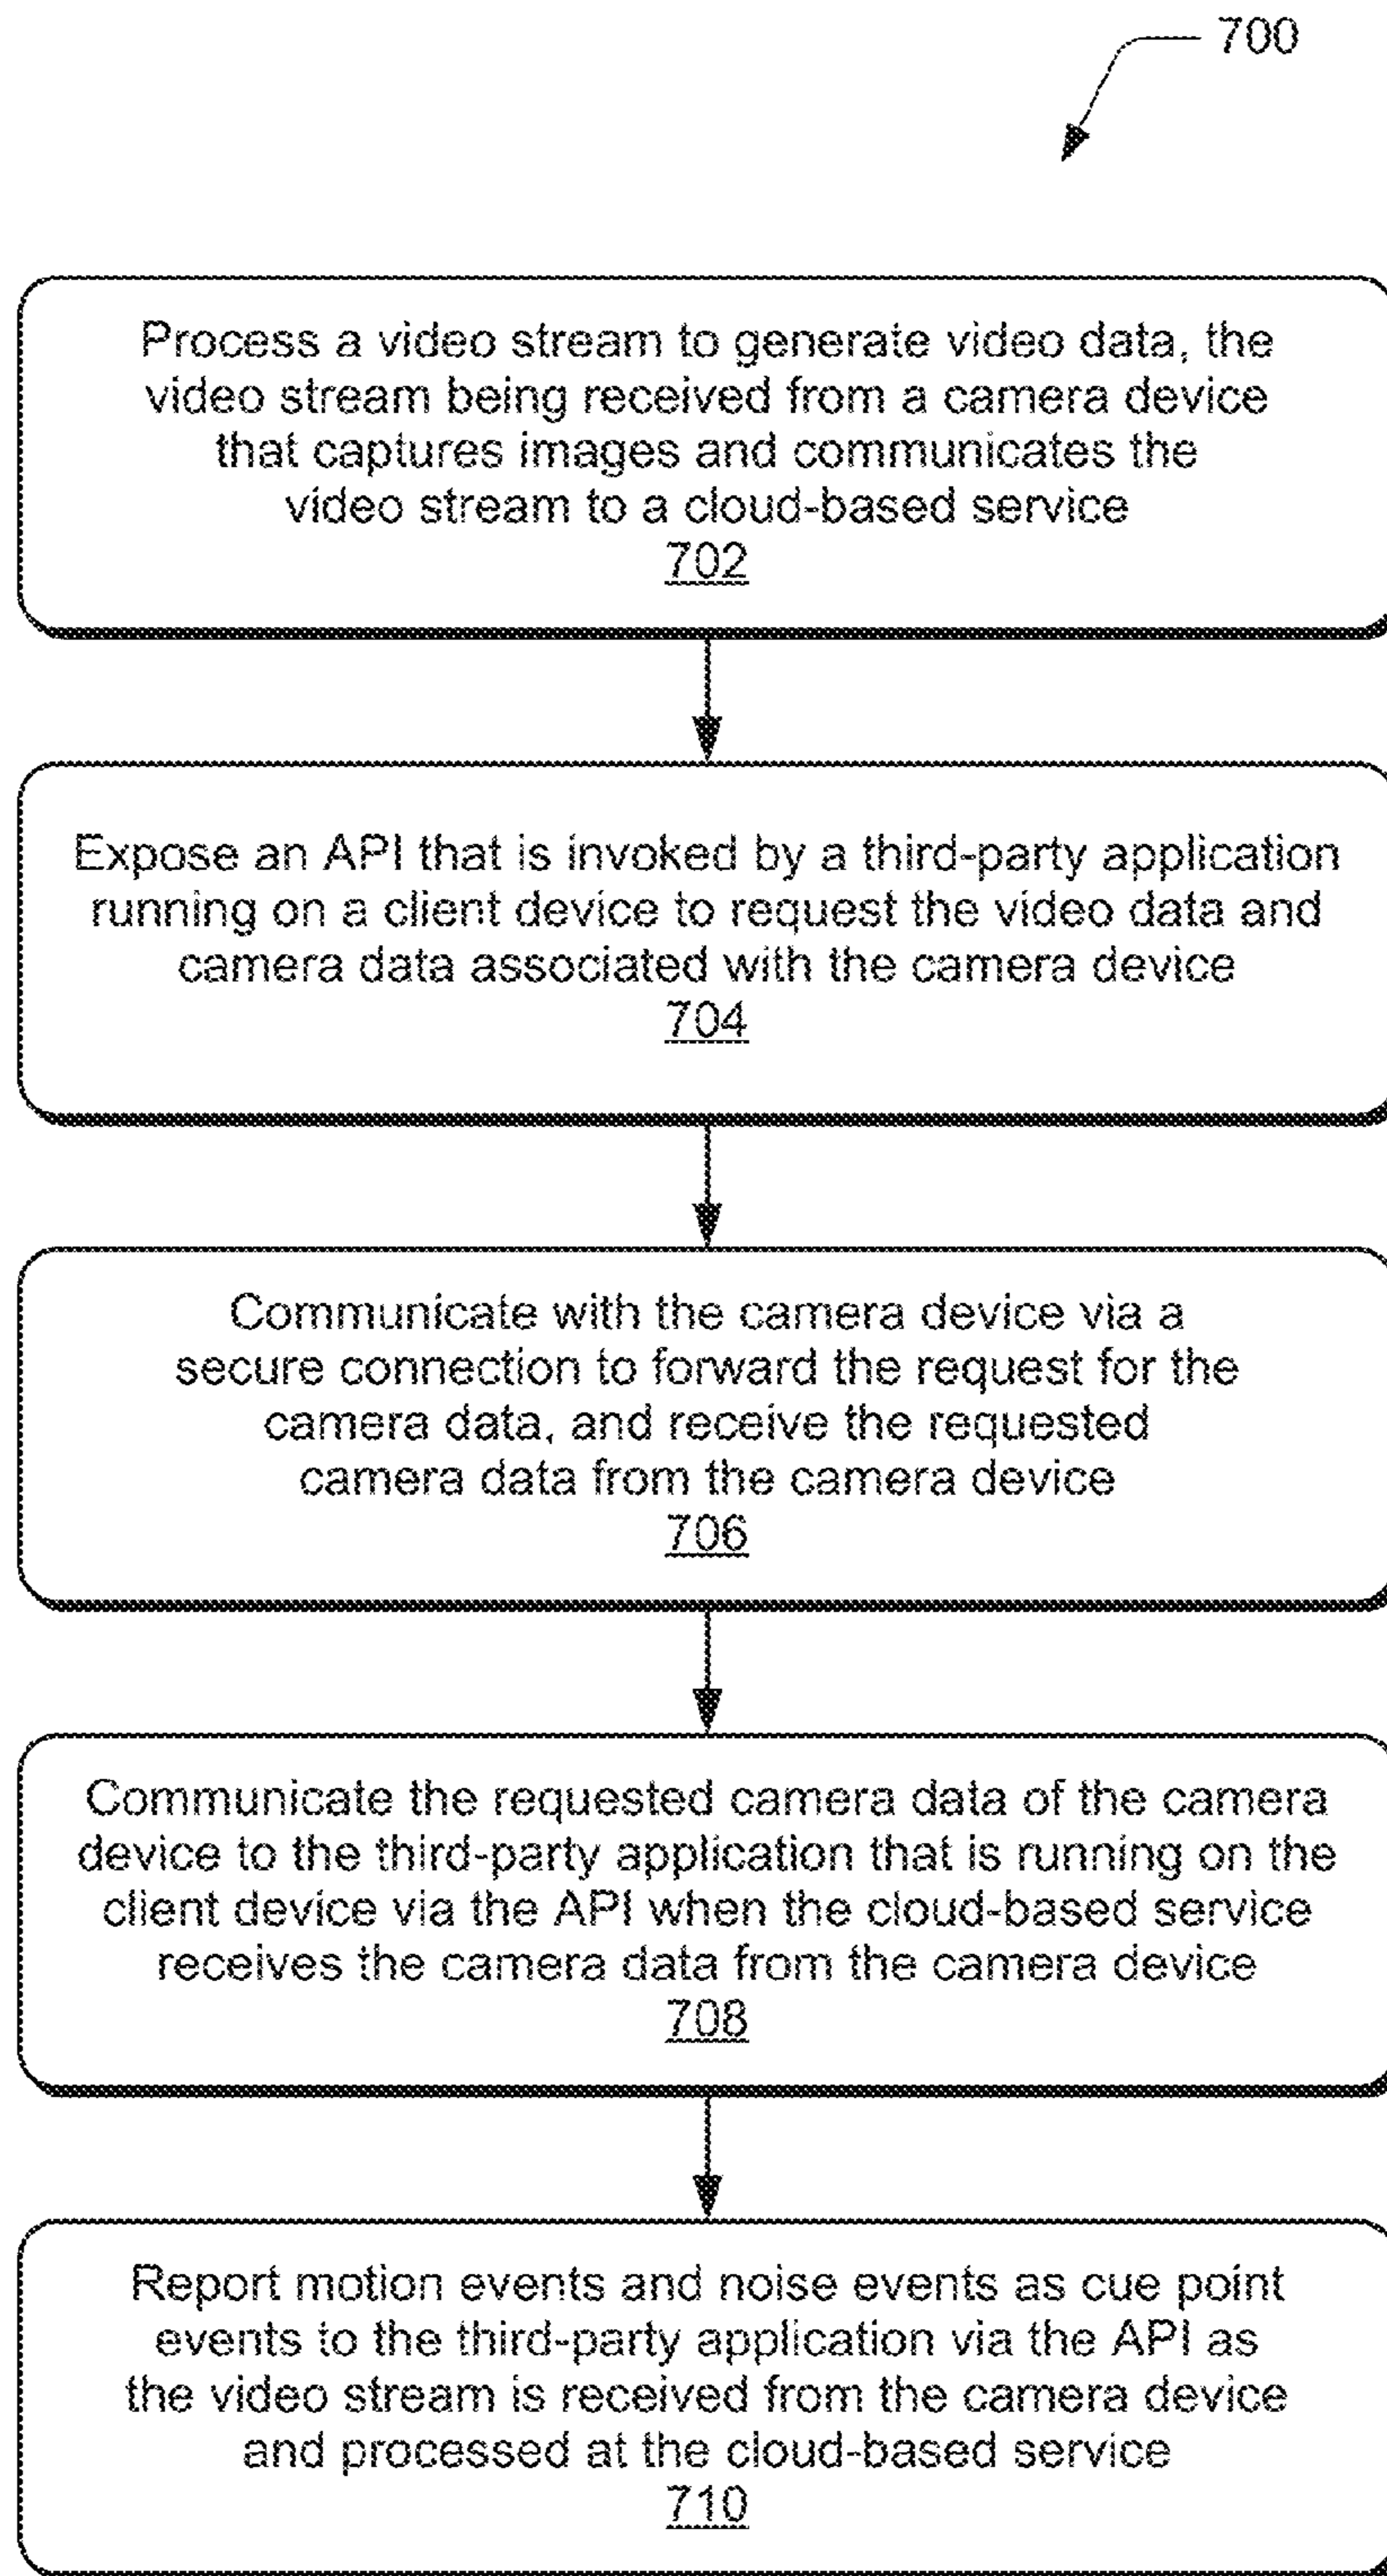 700
Process a video stream to generate video data, the
video stream being received from a camera device
that captures images and communicates the
video stream to a cloud-based service
702
Expose an API that is invoked by a third-party application
running on a client device to request the video data and
camera data associated with the camera device
704
Communicate with the camera device via a
secure connection to forward the request for the
camera data, and receive the requested
camera data from the camera device
706
Communicate the requested camera data of the camera
device to the third-party application that is running on the
client device via the API when the cloud-based service
receives the camera data from the camera device
708
Report motion events and noise events as cue point
events to the third-party application via the API as
the video stream is received from the camera device
and processed at the cloud-based service
710